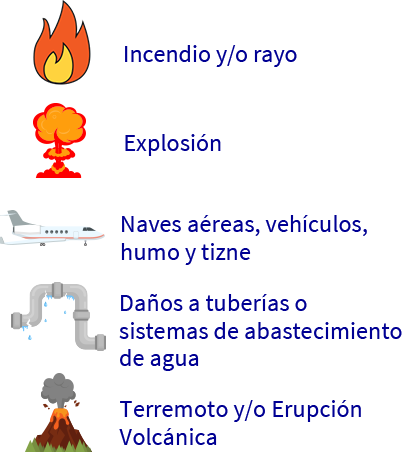 Incendio y/o rayo
Explosión
Naves aéreas, vehículos,
humo y tizne
Daños a tuberías o
sistemas de abastecimiento
de agua
Terremoto y/o Erupción
Volcánica